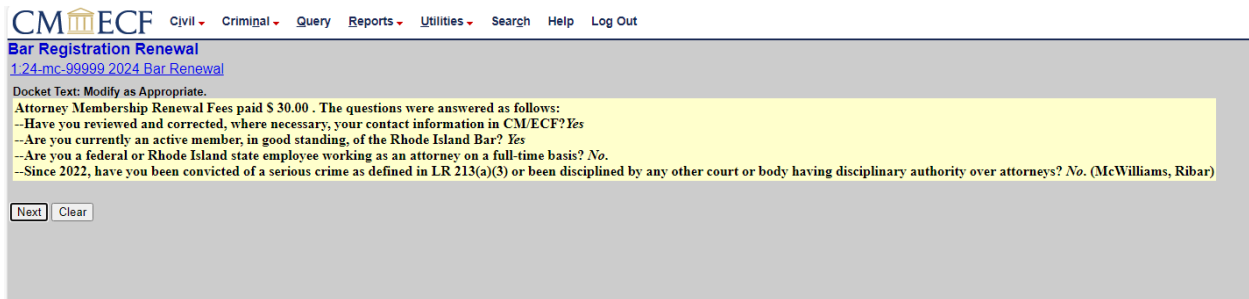 CM ECF Civil Criminal Query Reports Utilities Search Help Log Out
Bar Registration Renewal
1:24-mc-99999 2024 Bar Renewal
Docket Text: Modify as Appropriate.
Attorney Membership Renewal Fees paid $ 30.00 . The questions were answered as follows:
--Have you reviewed and corrected, where necessary, your contact information in CM/ECF?Yes
--Are you currently an active member, in good standing, of the Rhode Island Bar? Yes
--Are you a federal or Rhode Island state employee working as an attorney on a full-time basis? No.
--Since 2022, have you been convicted of a serious crime as defined in LR 213(a)(3) or been disciplined by any other court or body having disciplinary authority over attorneys? No. (McWilliams, Ribar)
Next Clear